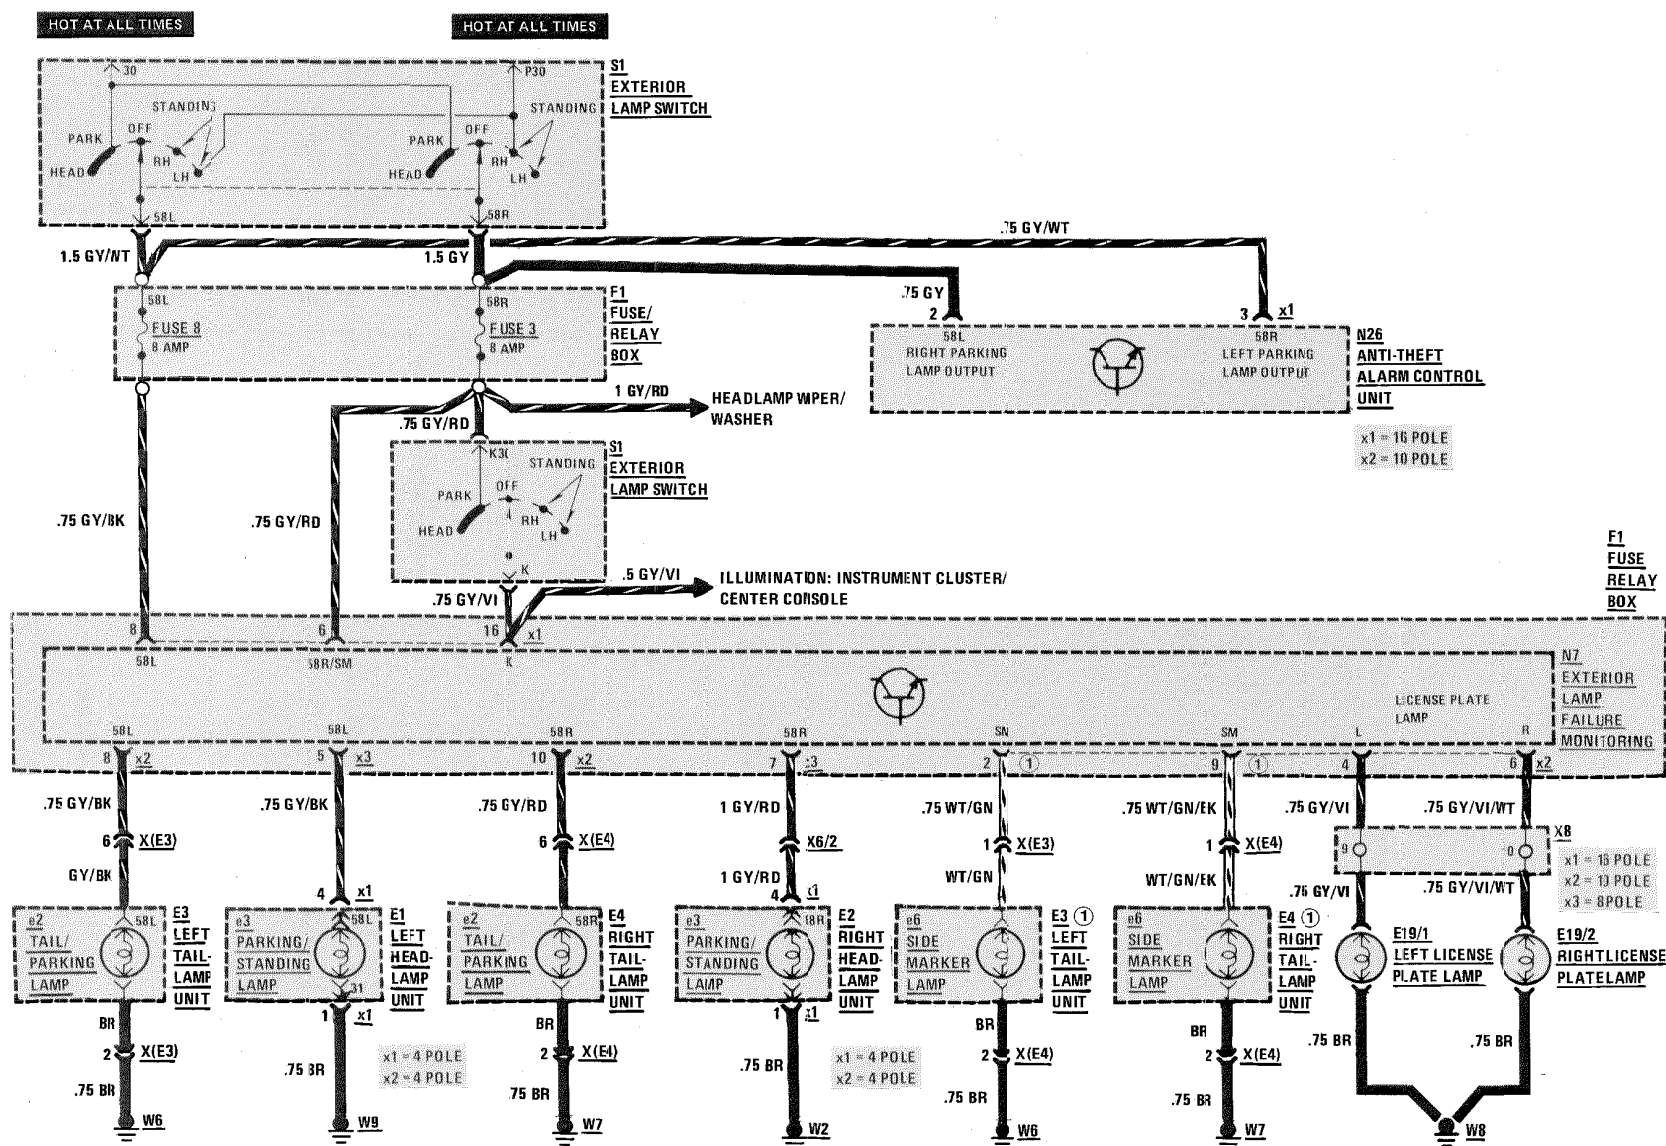 HOT AT ALL TIMES
HOT AT ALL TIMES
30
P30
S1
EXTERIOR
LAMP SWITCH
STANDING
STANDING
OFF
OFF
PARK
PARK
RH
RH
HEAD
HEAD
LH
LH
58L
58R
1.5 GY/WT
1.5 GY
.75 GY/WT
.75 GY
58L
58R
F1
FUSE/
RELAY
BOX
FUSE 8
8 AMP
FUSE 3
8 AMP
2
3
x1
58L
RIGHT PARKING
LAMP OUTPUT
58R
LEFT PARKING
LAMP OUTPUT
N26
ANTI-THEFT
ALARM CONTROL
UNIT
x1 = 16 POLE
x2 = 10 POLE
1 GY/RD
HEADLAMP WIPER/
WASHER
.75 GY/RD
K30
S1
EXTERIOR
LAMP SWITCH
STANDING
OFF
PARK
RH
HEAD
LH
K
.75 GY/BK
.75 GY/RD
.5 GY/VI
.75 GY/VI
ILLUMINATION: INSTRUMENT CLUSTER/
CENTER CONSOLE
F1
FUSE
RELAY
BOX
8
6
16
x1
58L
58R/SM
K
N7
EXTERIOR
LAMP
FAILURE
MONITORING
LICENSE PLATE
LAMP
58L
58L
58R
58R
SN
SM
L
R
8
x2
5
x3
10
x2
7
:3
2
1
9
1
4
6
x2
.75 GY/BK
.75 GY/BK
.75 GY/RD
1 GY/RD
.75 WT/GN
.75 WT/GN/BK
.75 GY/VI
.75 GY/VI/WT
6
X(E3)
6
X(E4)
X6/2
1
X(E3)
1
X(E4)
9
0
X8
x1 = 16 POLE
x2 = 10 POLE
x3 = 8POLE
GY/BK
4
x1
1 GY/RD
4
x1
WT/GN
WT/GN/BK
.75 GY/VI
.75 GY/VI/WT
e2
TAIL/
PARKING
LAMP
58L
E3
LEFT
TAIL-
LAMP
UNIT
e3
PARKING/
STANDING
LAMP
58L
31
E1
LEFT
HEAD-
LAMP
UNIT
e2
TAIL/
PARKING
LAMP
58R
E4
RIGHT
TAIL-
LAMP
UNIT
e3
PARKING/
STANDING
LAMP
E2
RIGHT
HEAD-
LAMP
UNIT
e6
SIDE
MARKER
LAMP
E3 1
LEFT
TAIL-
LAMP
UNIT
e6
SIDE
MARKER
LAMP
E4 1
RIGHT
TAIL-
LAMP
UNIT
E19/1
LEFT LICENSE
PLATE LAMP
E19/2
RIGHT LICENSE
PLATE LAMP
BR
2
X(E3)
.75 BR
W6
1
x1
.75 BR
W9
x1 = 4 POLE
x2 = 4 POLE
BR
2
X(E4)
.75 BR
W7
1
x1
.75 BR
W2
x1 = 4 POLE
x2 = 4 POLE
BR
2
X(E4)
.75 BR
W6
BR
2
X(E4)
.75 BR
W7
.75 BR
.75 BR
W8